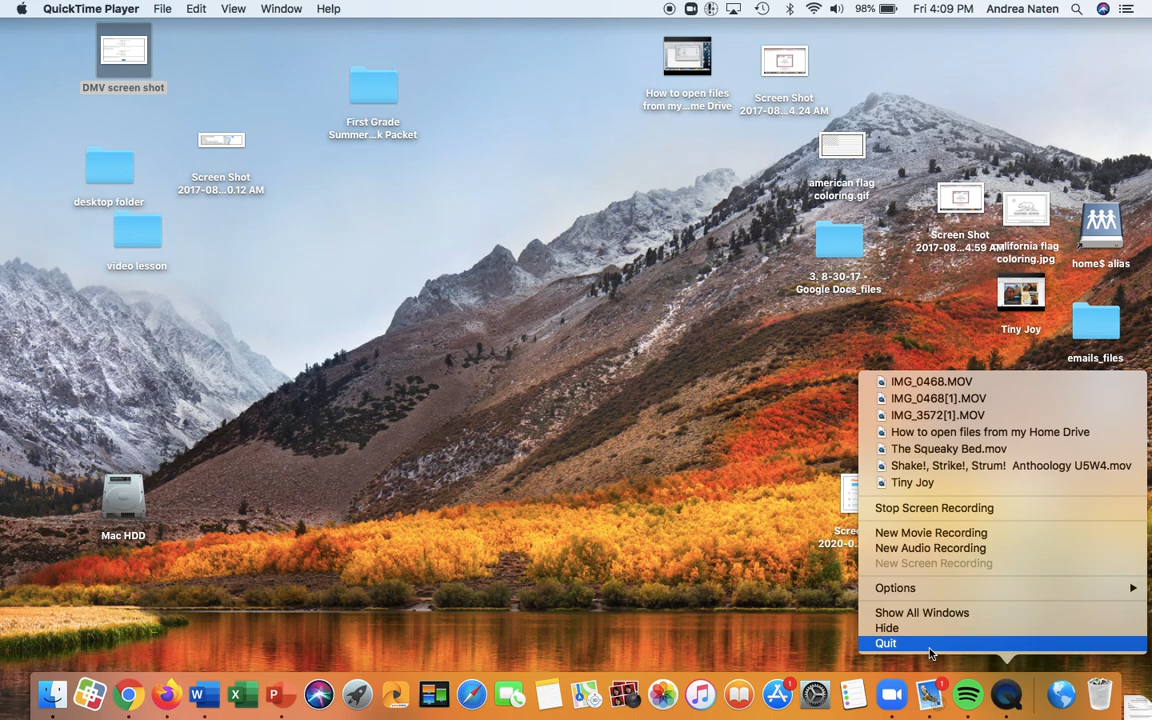 QuickTime Player File Edit View Window Help 98% Fri 4:09 PM Andrea Naten
DMV screen shot
First Grade
Summer...k Packet
How to open files
from my...me Drive
Screen Shot
2017-08...4.24 AM
Screen Shot
2017-08...0.12 AM
american flag
coloring.gif
desktop folder
video lesson
Screen Shot
2017-08...4.59 AM
california flag
coloring.jpg
home$ alias
3. 8-30-17 -
Google Docs_files
Tiny Joy
emails_files
Mac HDD
2020-0...
IMG_0468.MOV
IMG_0468[1].MOV
IMG_3572[1].MOV
How to open files from my Home Drive
The Squeaky Bed.mov
Shake!, Strike!, Strum! Anthoology U5W4.mov
Tiny Joy
Stop Screen Recording
New Movie Recording
New Audio Recording
New Screen Recording
Options
Show All Windows
Hide
Quit
W X P 1 1